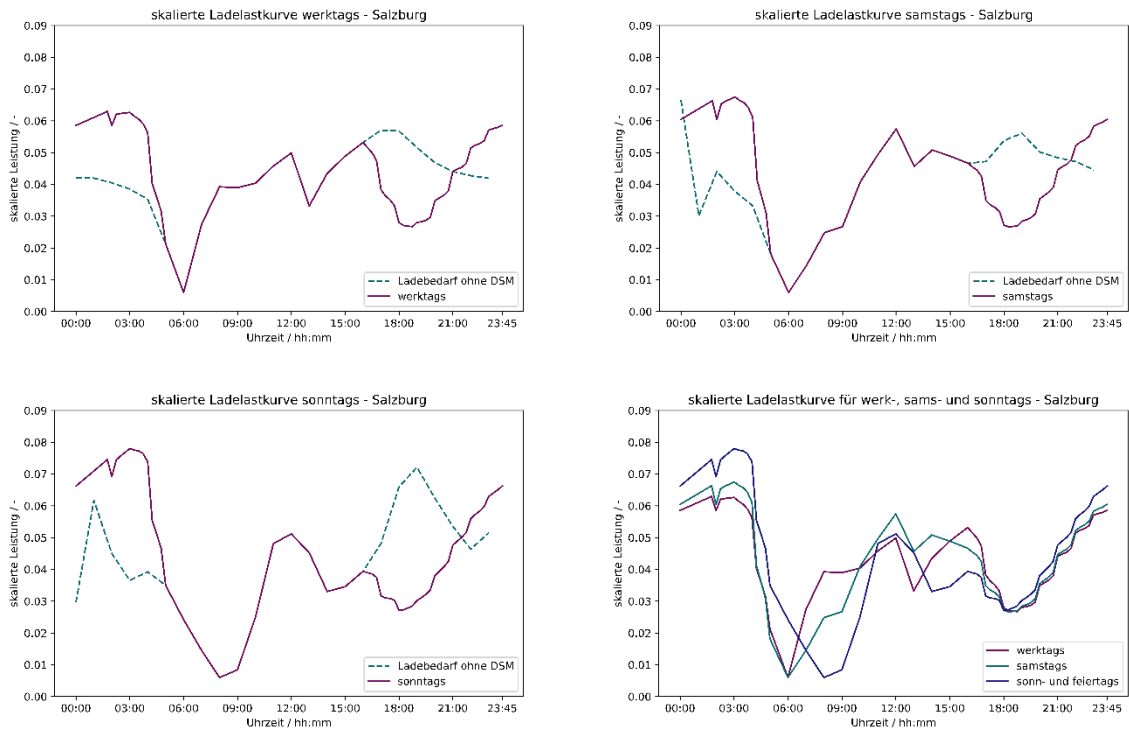 skalierte Ladelastkurve werktags - Salzburg
0.09
0.08
0.07
0.06
0.05
0.04
0.03
0.02
0.01
0.00
skalierte Leistung / -
Ladebedarf ohne DSM
werktags
00:00 03:00 06:00 09:00 12:00 15:00 18:00 21:00 23:45
Uhrzeit / hh:mm
skalierte Ladelastkurve samstags - Salzburg
0.09
0.08
0.07
0.06
0.05
0.04
0.03
0.02
0.01
0.00
skalierte Leistung / -
Ladebedarf ohne DSM
samstags
00:00 03:00 06:00 09:00 12:00 15:00 18:00 21:00 23:45
Uhrzeit / hh:mm
skalierte Ladelastkurve sonntags - Salzburg
0.09
0.08
0.07
0.06
0.05
0.04
0.03
0.02
0.01
0.00
skalierte Leistung / -
Ladebedarf ohne DSM
sonntags
00:00 03:00 06:00 09:00 12:00 15:00 18:00 21:00 23:45
Uhrzeit / hh:mm
skalierte Ladelastkurve für werk-, sams- und sonntags - Salzburg
0.09
0.08
0.07
0.06
0.05
0.04
0.03
0.02
0.01
0.00
skalierte Leistung / -
werktags
samstags
sonn- und feiertags
00:00 03:00 06:00 09:00 12:00 15:00 18:00 21:00 23:45
Uhrzeit / hh:mm